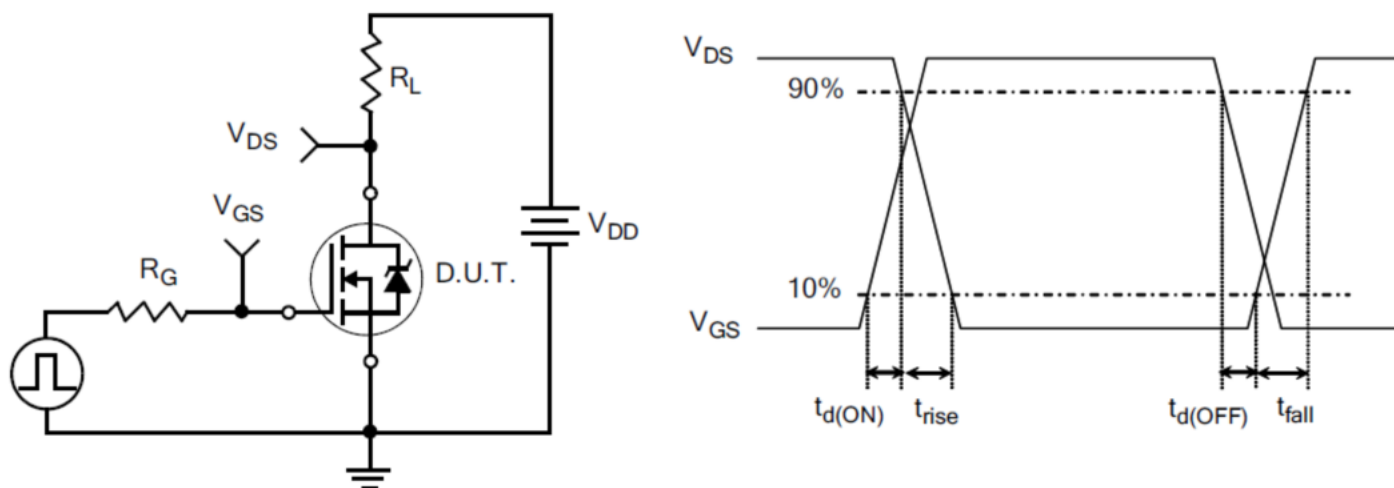 R_L
V_DS
V_GS
R_G
D.U.T.
V_DD
V_DS
90%
10%
V_GS
t_d(ON)
t_rise
t_d(OFF)
t_fall